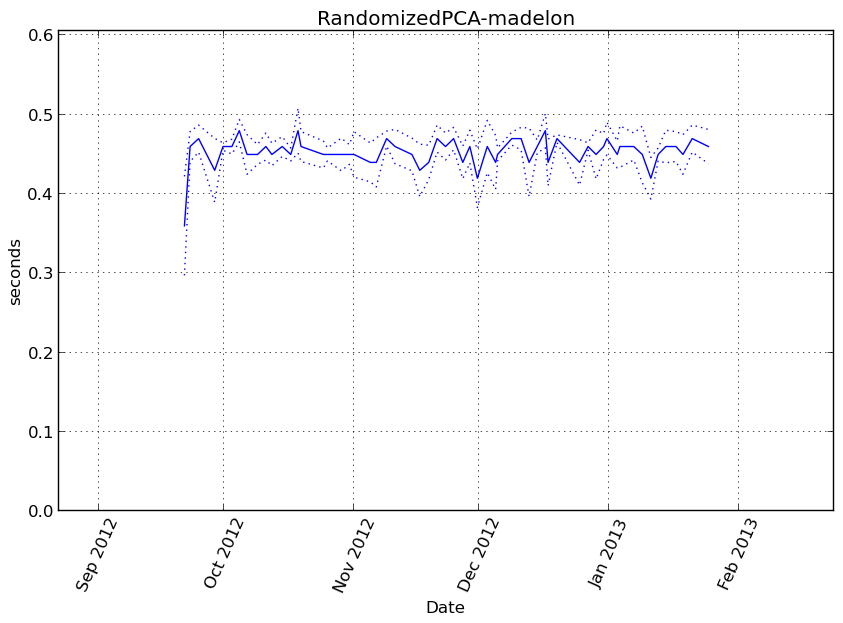 RandomizedPCA-madelon
0.6
0.5
0.4
0.3
0.2
0.1
0.0
seconds
Sep 2012
Oct 2012
Nov 2012
Dec 2012
Jan 2013
Feb 2013
Date